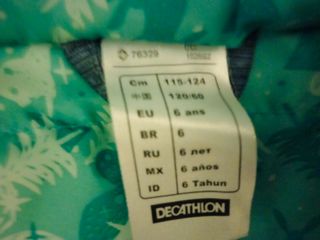 76329
Cm 115-124
中国 120/60
EU 6 ans
BR 6
RU 6 лет
MX 6 años
ID 6 Tahun
DECATHLON